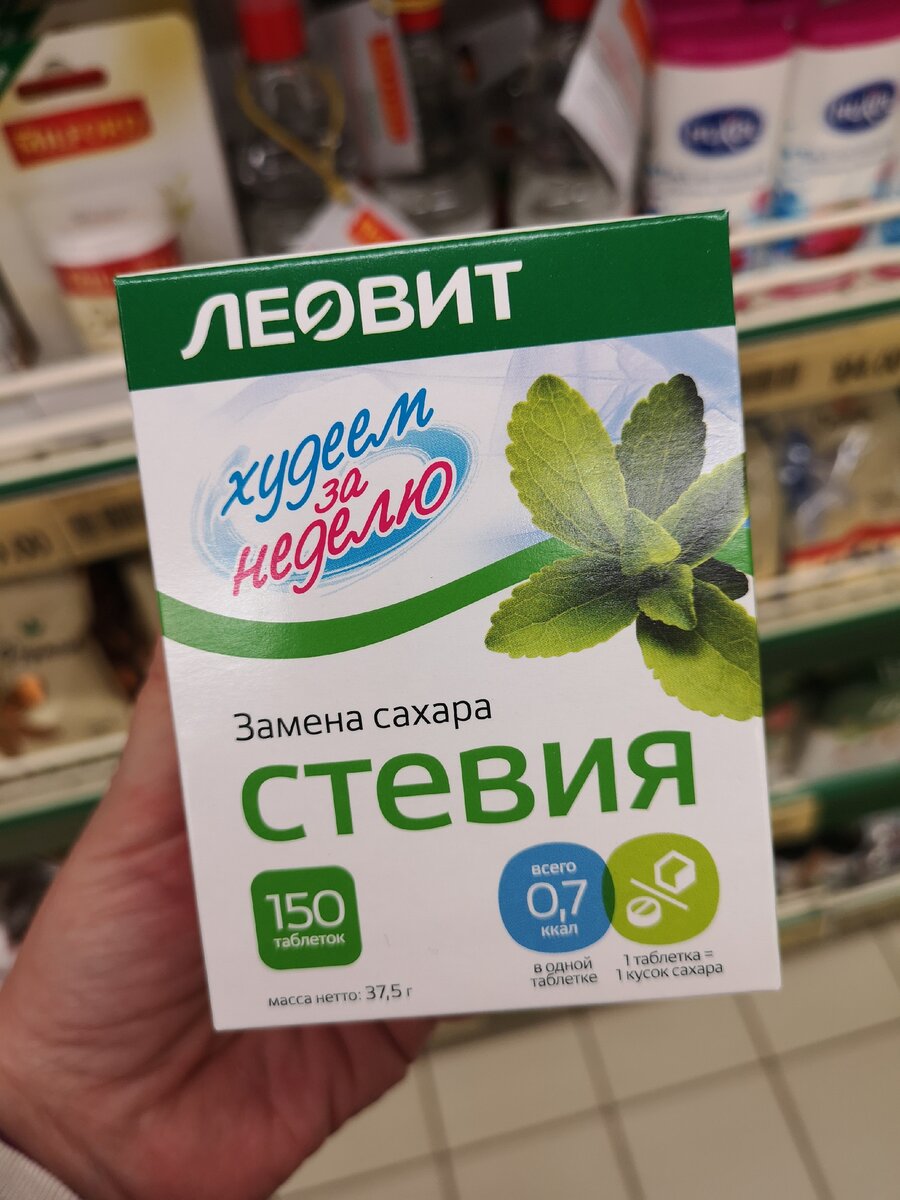 ЛЕОВИТ
худеем
за
неделю
Замена сахара
СТЕВИЯ
150
таблеток
масса нетто: 37,5 г
всего
0,7
ккал
в одной
таблетке
1 таблетка =
1 кусок сахара